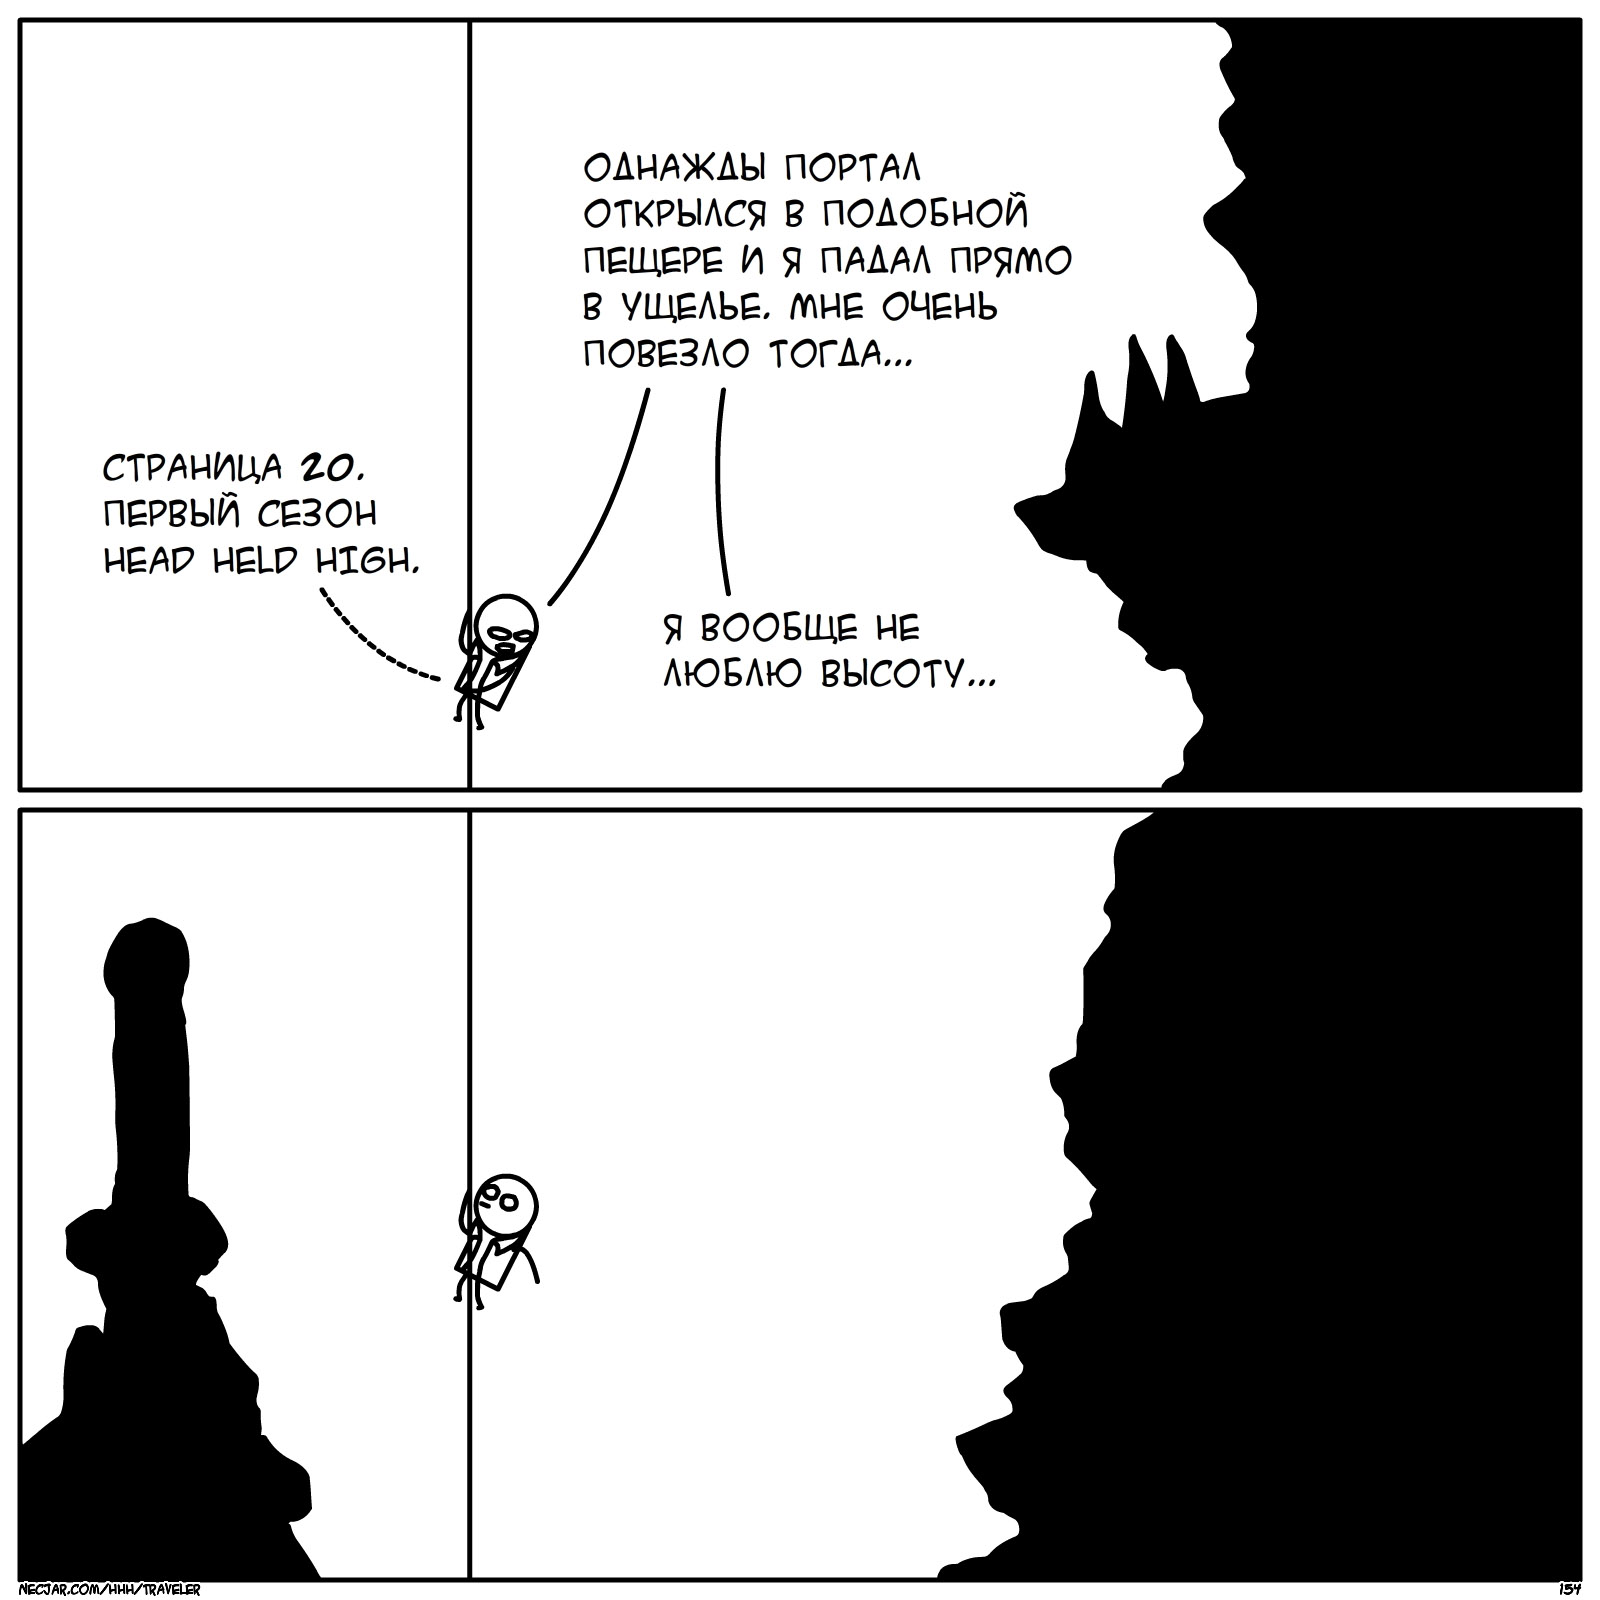 ОДНАЖДЫ ПОРТАЛ
ОТКРЫЛСЯ В ПОДОБНОЙ
ПЕЩЕРЕ И Я ПАДАЛ ПРЯМО
В УЩЕЛЬЕ. МНЕ ОЧЕНЬ
ПОВЕЗЛО ТОГДА...
СТРАНИЦА 20.
ПЕРВЫЙ СЕЗОН
HEAD HELD HIGH.
Я ВООБЩЕ НЕ
ЛЮБЛЮ ВЫСОТУ...
NECJAR.COM/HHH/TRAVELER
154